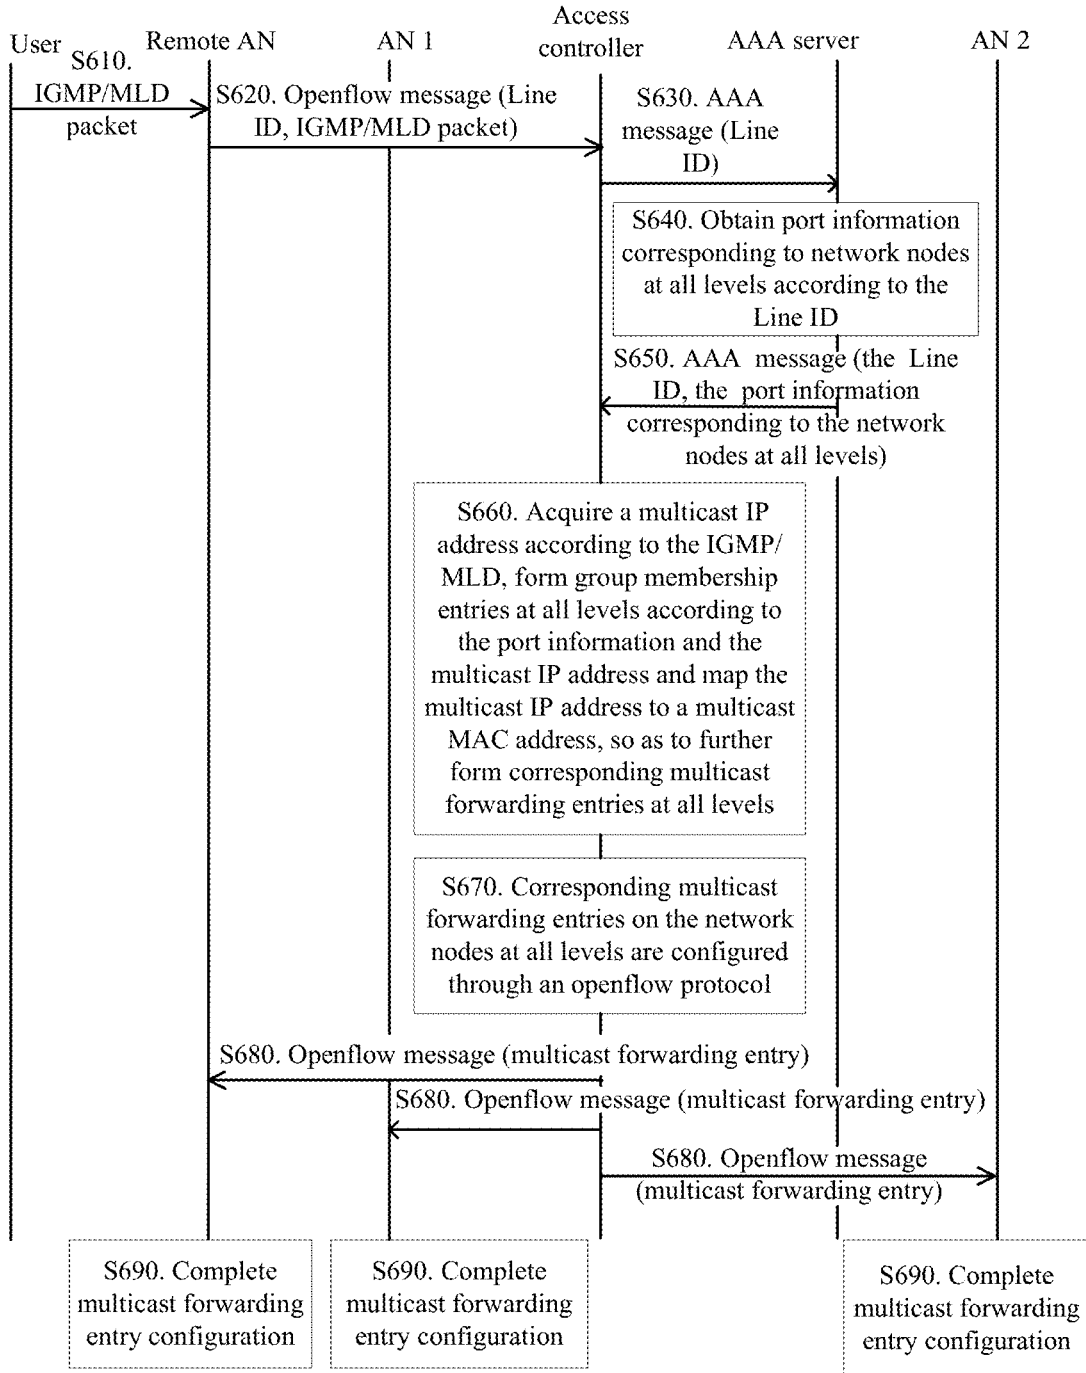 User
Remote AN
AN 1
Access
controller
AAA server
AN 2
S610.
IGMP/MLD
packet
S620. Openflow message (Line
ID, IGMP/MLD packet)
S630. AAA
message (Line
ID)
S640. Obtain port information
corresponding to network nodes
at all levels according to the
Line ID
S650. AAA message (the Line
ID, the port information
corresponding to the network
nodes at all levels)
S660. Acquire a multicast IP
address according to the IGMP/
MLD, form group membership
entries at all levels according to
the port information and the
multicast IP address and map the
multicast IP address to a multicast
MAC address, so as to further
form corresponding multicast
forwarding entries at all levels
S670. Corresponding multicast
forwarding entries on the network
nodes at all levels are configured
through an openflow protocol
S680. Openflow message (multicast forwarding entry)
S680. Openflow message (multicast forwarding entry)
S680. Openflow message
(multicast forwarding entry)
S690. Complete
multicast forwarding
entry configuration
S690. Complete
multicast forwarding
entry configuration
S690. Complete
multicast forwarding
entry configuration